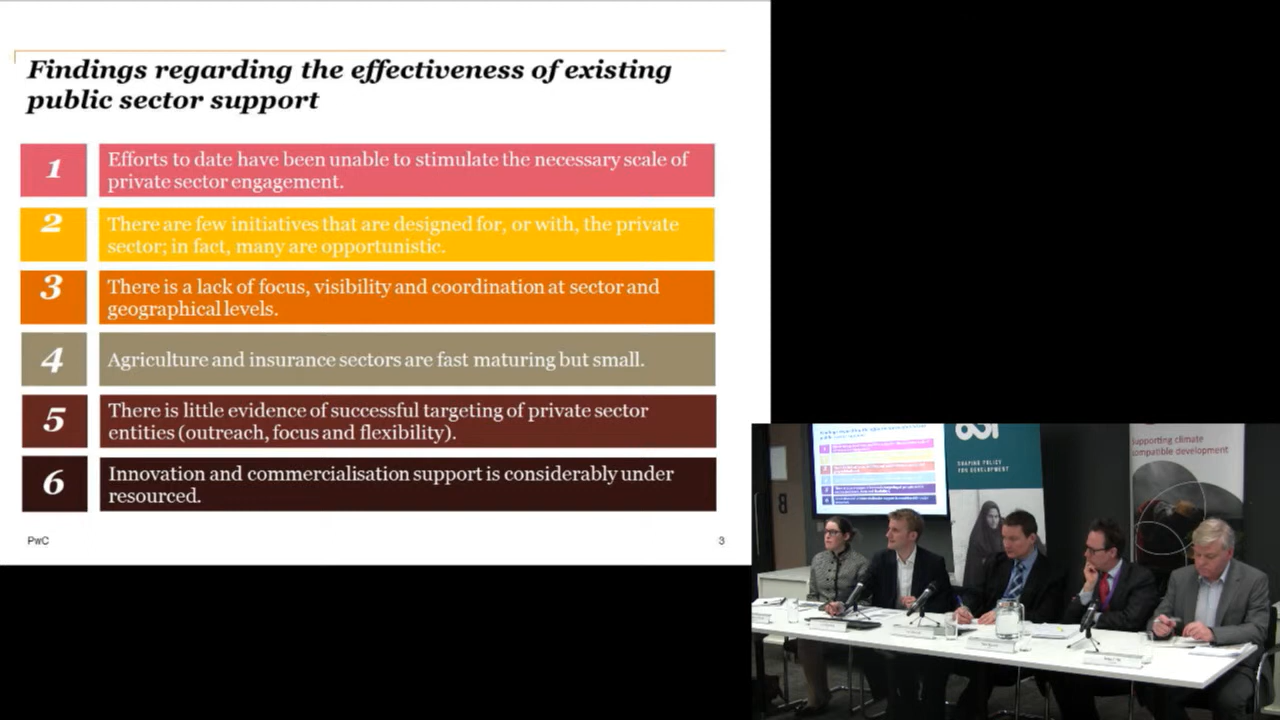 Findings regarding the effectiveness of existing
public sector support
1
Efforts to date have been unable to stimulate the necessary scale of
private sector engagement.
2
There are few initiatives that are designed for, or with, the private
sector; in fact, many are opportunistic.
3
There is a lack of focus, visibility and coordination at sector and
geographical levels.
4
Agriculture and insurance sectors are fast maturing but small.
5
There is little evidence of successful targeting of private sector
entities (outreach, focus and flexibility).
6
Innovation and commercialisation support is considerably under
resourced.
PwC
3
SHAPING POLICY
FOR DEVELOPMENT
Supporting climate
compatible development
8